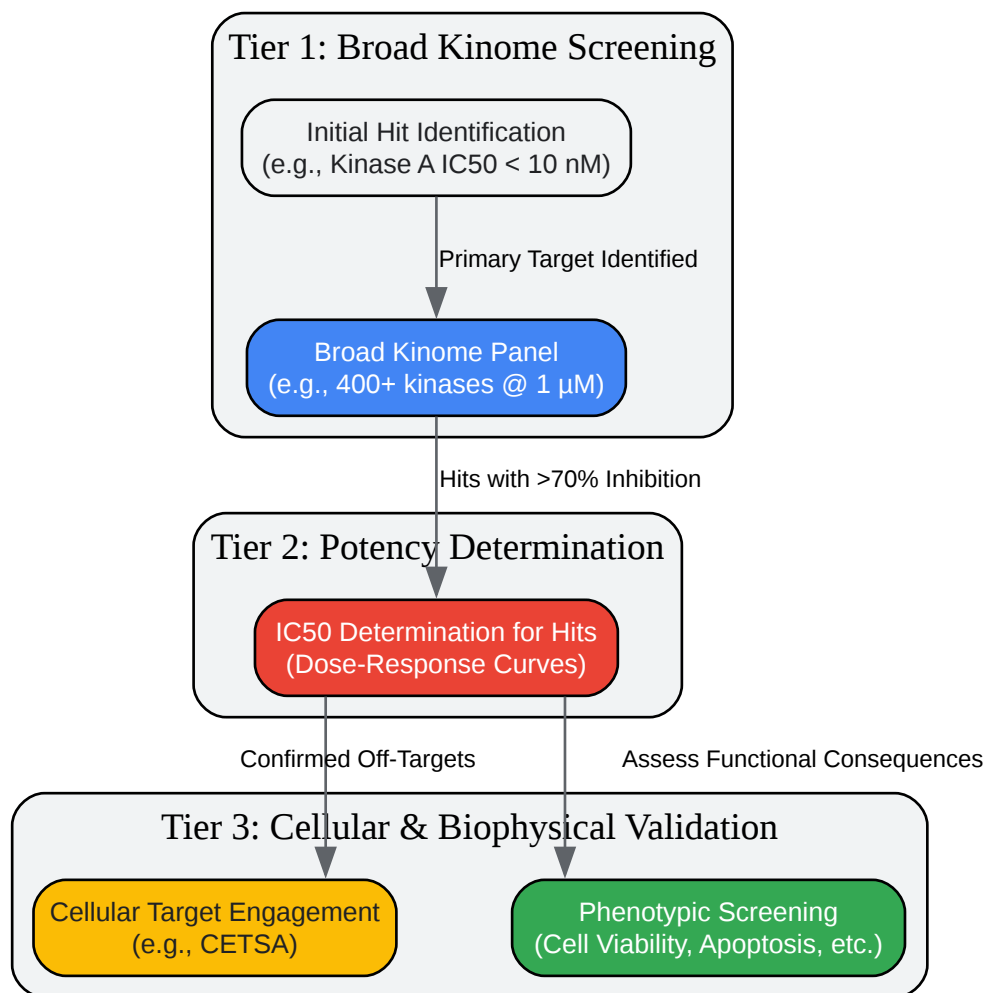 Tier 1: Broad Kinome Screening
Initial Hit Identification
(e.g., Kinase A IC50 < 10 nM)
Primary Target Identified
Broad Kinome Panel
(e.g., 400+ kinases @ 1 µM)
Hits with >70% Inhibition
Tier 2: Potency Determination
IC50 Determination for Hits
(Dose-Response Curves)
Confirmed Off-Targets
Assess Functional Consequences
Tier 3: Cellular & Biophysical Validation
Cellular Target Engagement
(e.g., CETSA)
Phenotypic Screening
(Cell Viability, Apoptosis, etc.)